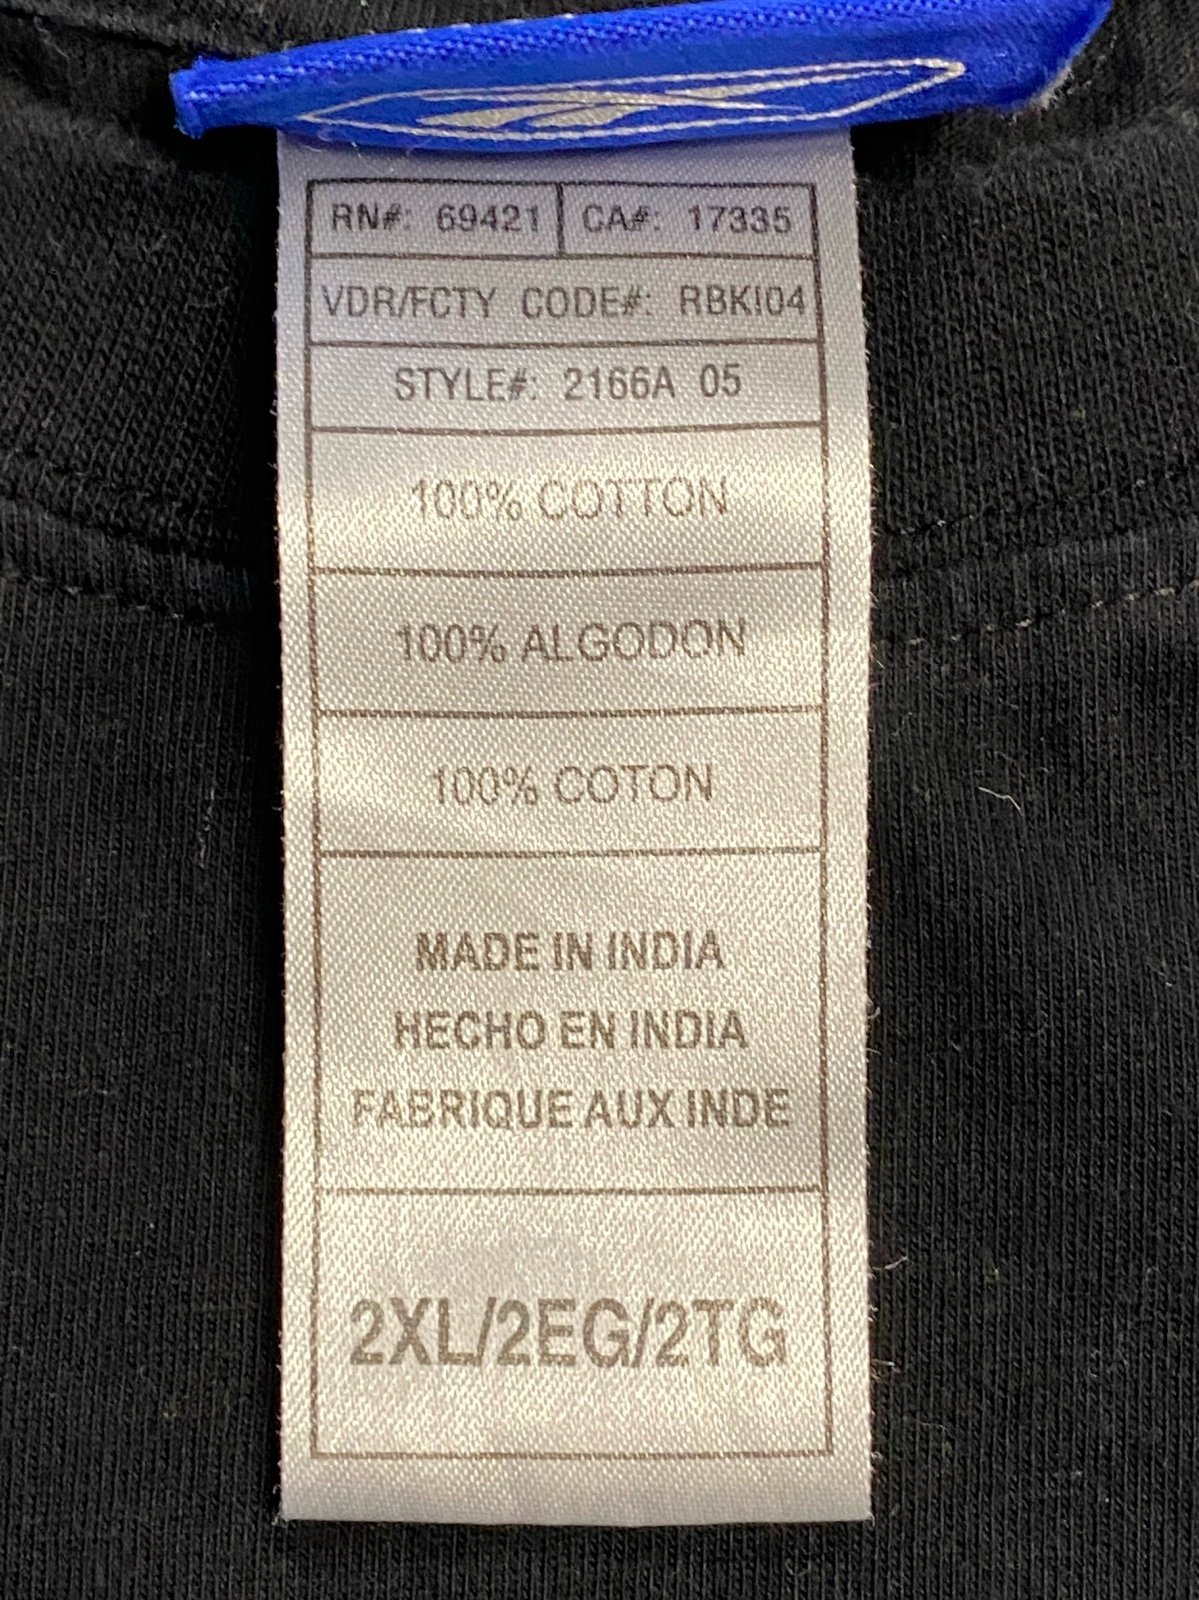 RN#: 69421 CA#: 17335
VDR/FCTY CODE#: RBKI04
STYLE#: 2166A 05
100% COTTON
100% ALGODON
100% COTON
MADE IN INDIA
HECHO EN INDIA
FABRIQUE AUX INDE
2XL/2EG/2TG